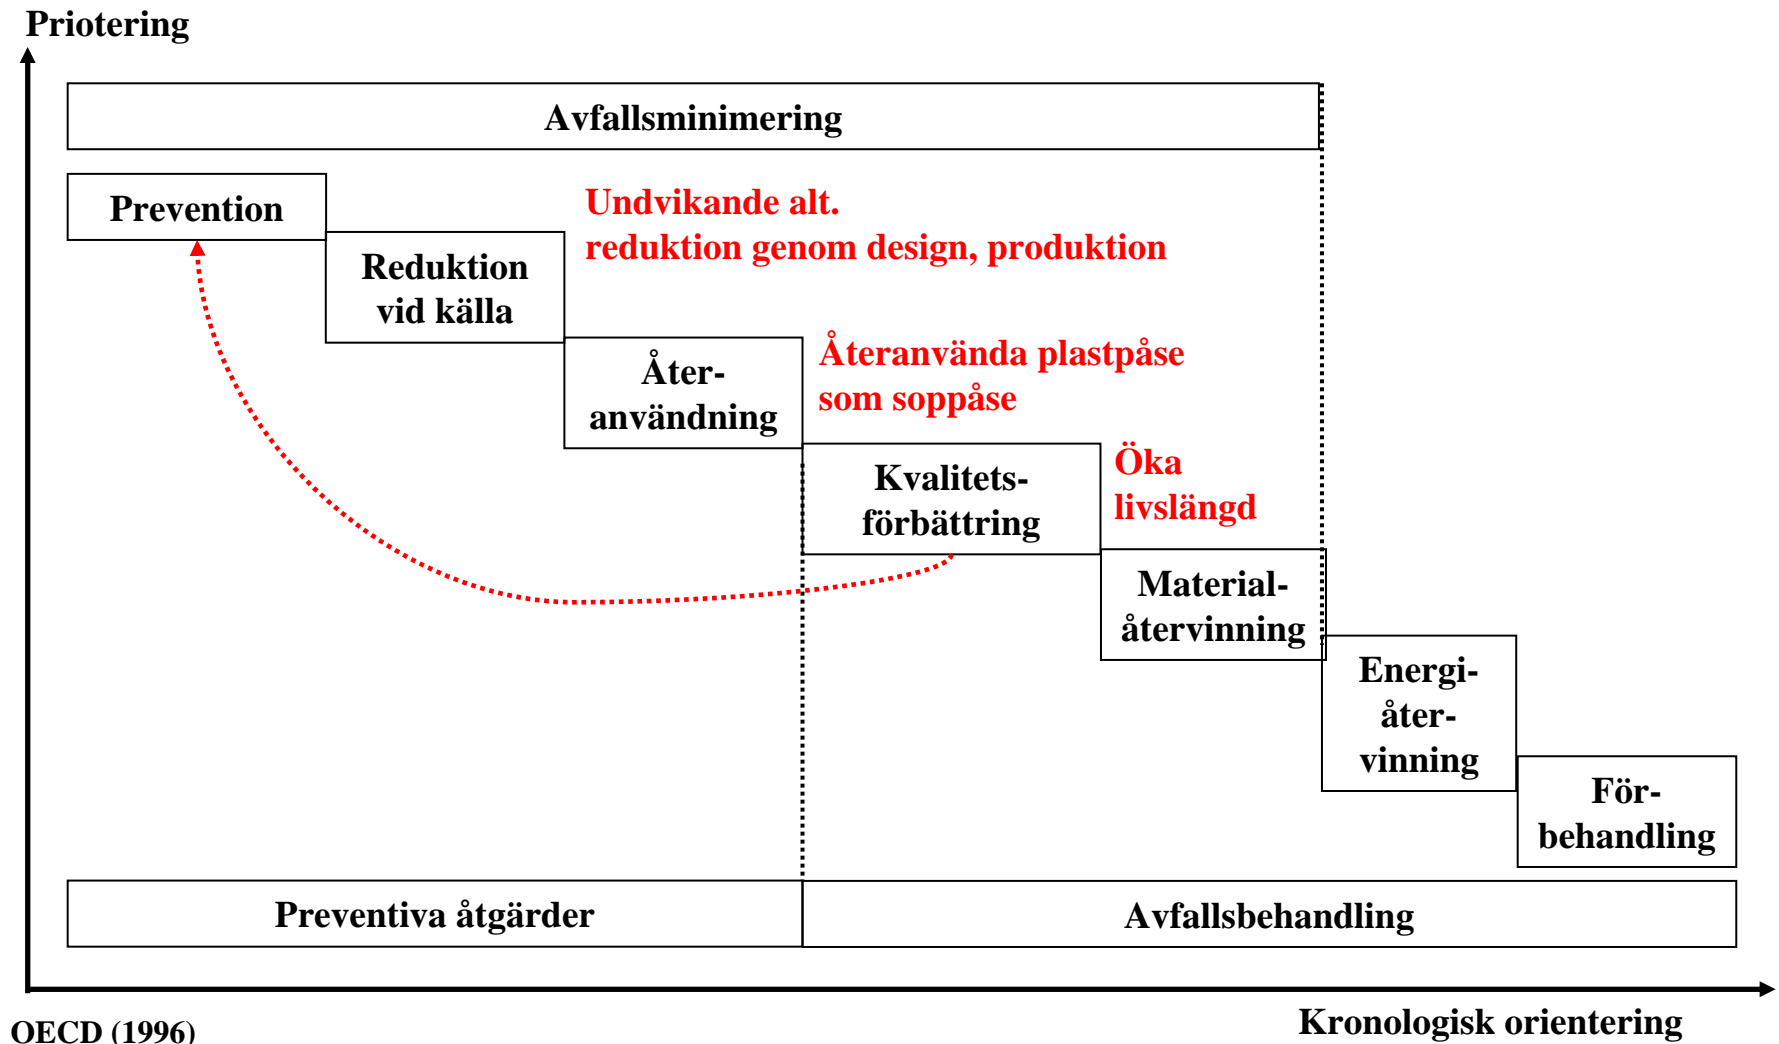 Priotering
Avfallsminimering
Prevention
Undvikande alt.
reduktion genom design, produktion
Reduktion
vid källa
Återanvända plastpåse
som soppåse
Åter-
användning
Öka
livslängd
Kvalitets-
förbättring
Material-
återvinning
Energi-
åter-
vinning
För-
behandling
Preventiva åtgärder
Avfallsbehandling
Kronologisk orientering
OECD (1996)